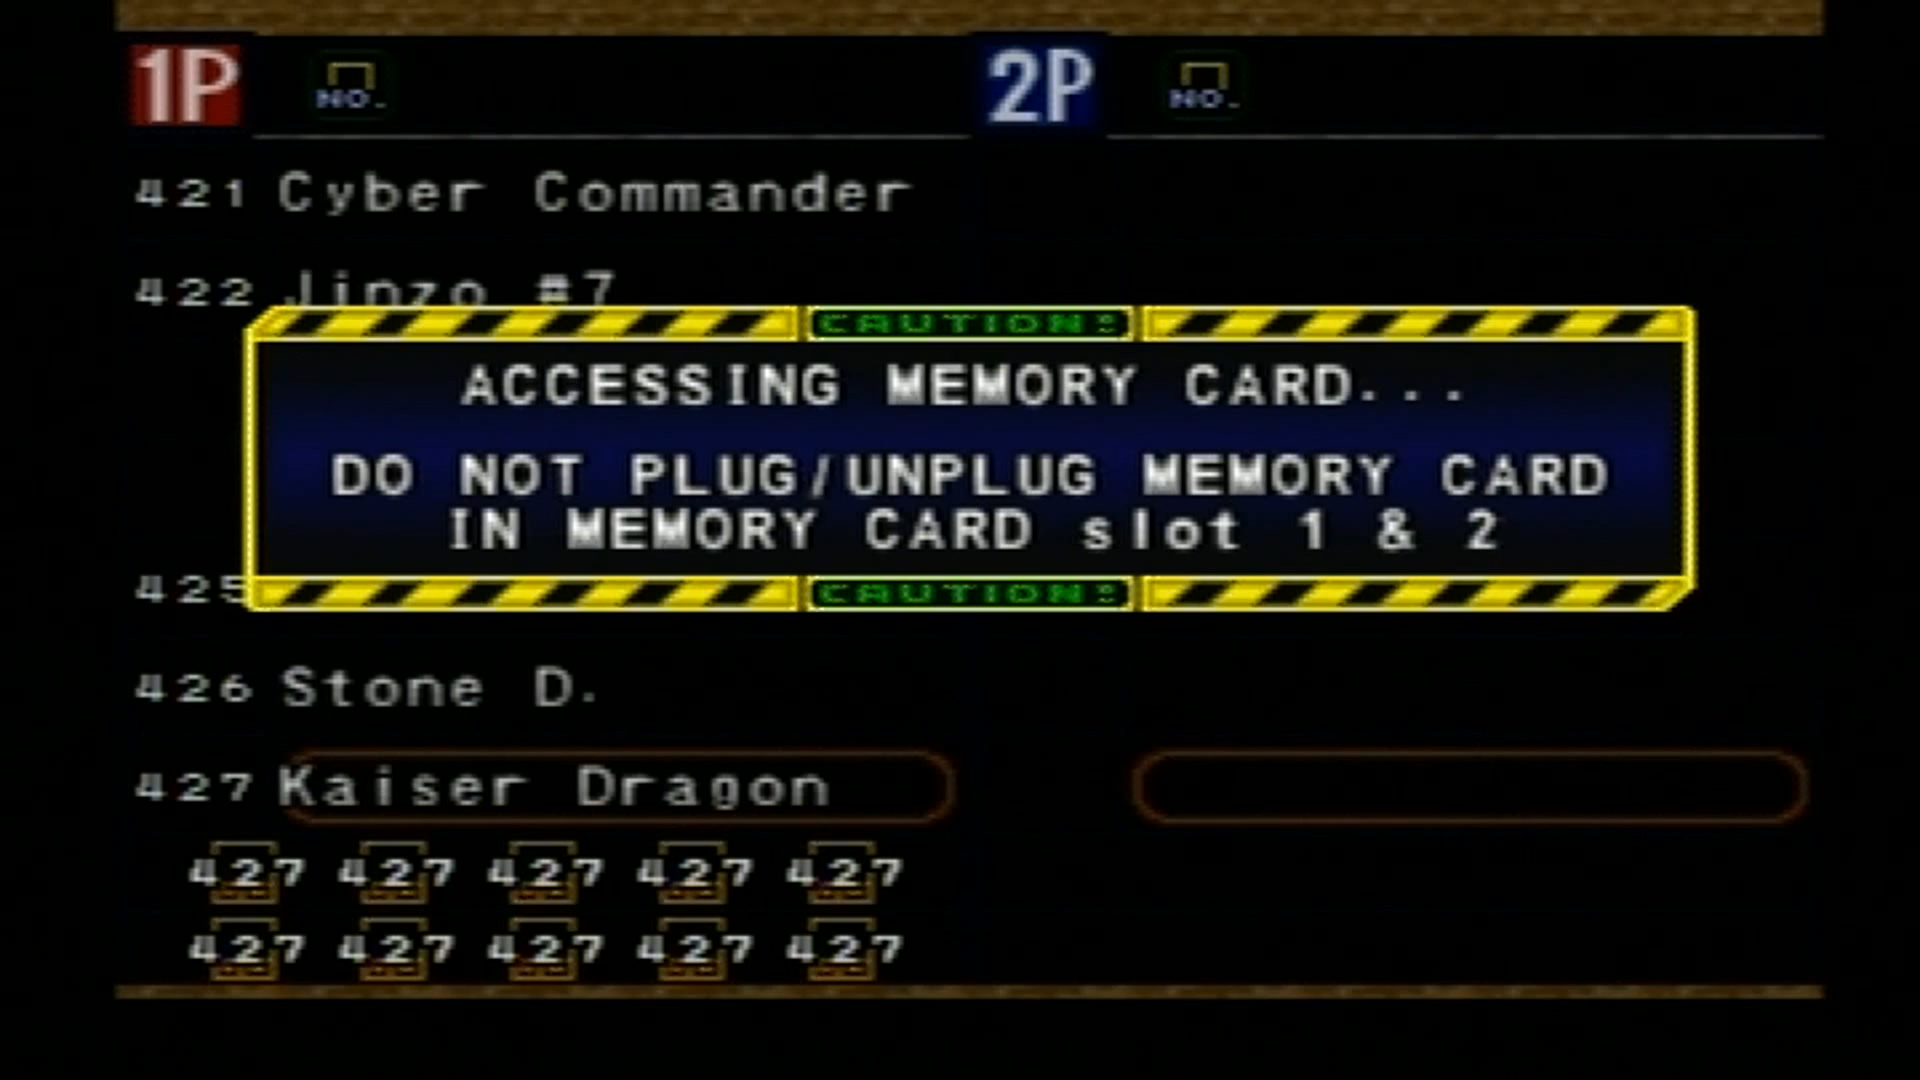 1P NO. 2P NO.
421 Cyber Commander
422 Jinzo #7
CAUTION!
ACCESSING MEMORY CARD...
DO NOT PLUG/UNPLUG MEMORY CARD
IN MEMORY CARD slot 1 & 2
425
CAUTION!
426 Stone D.
427 Kaiser Dragon
427 427 427 427 427
427 427 427 427 427